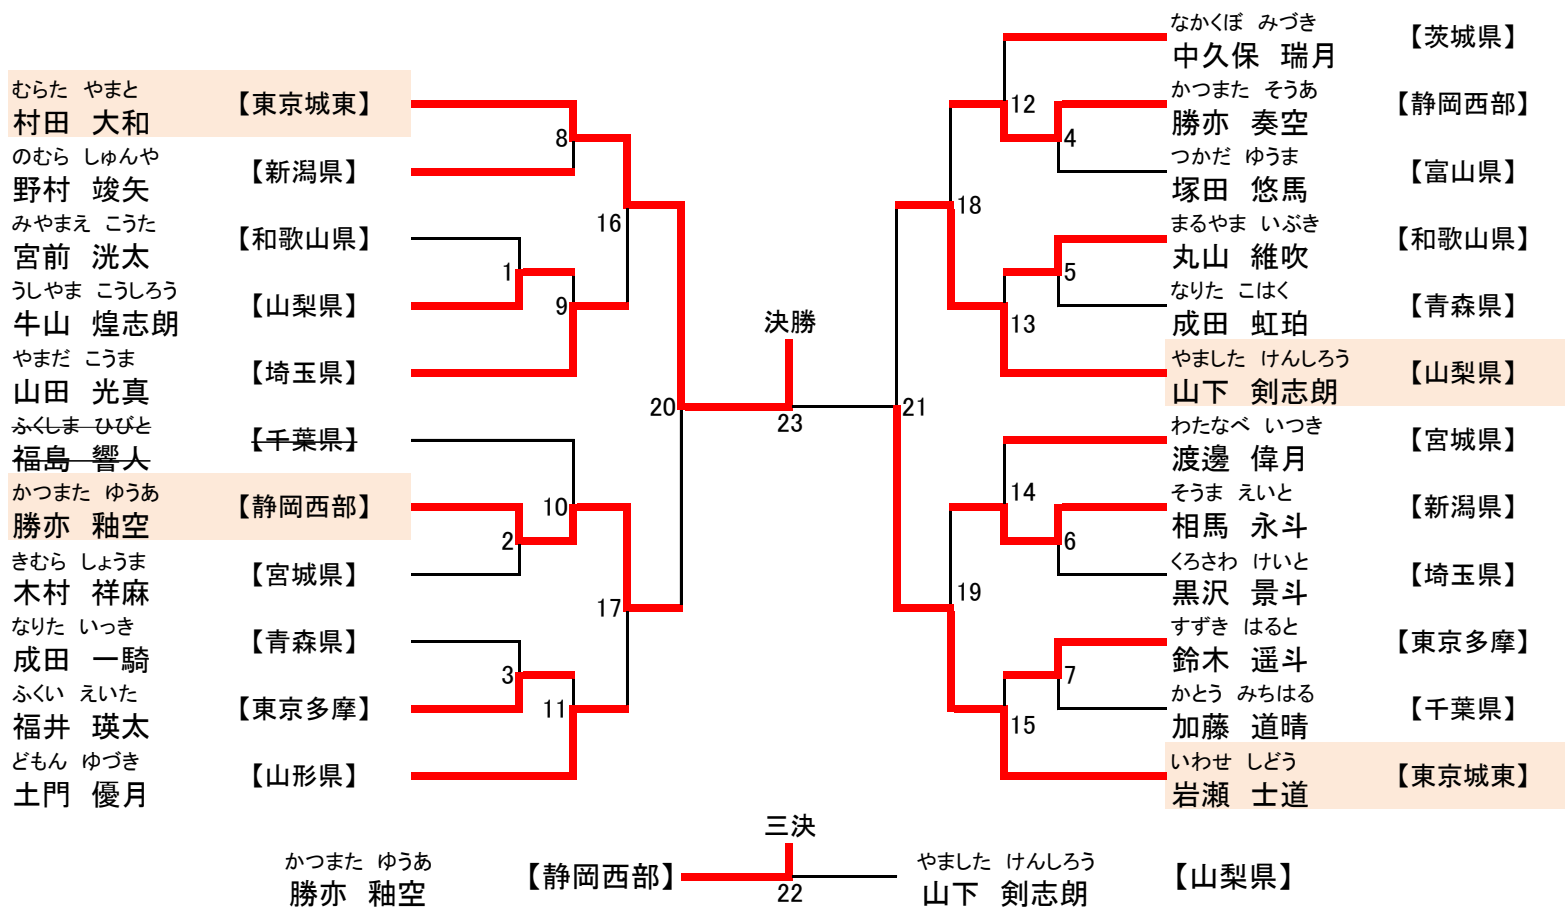 むらた やまと
村田 大和 【東京城東】
のむら しゅんや
野村 竣矢 【新潟県】
みやまえ こうた
宮前 洸太 【和歌山県】
うしやま こうしろう
牛山 煌志朗 【山梨県】
やまだ こうま
山田 光真 【埼玉県】
ふくしま ひびと
福島 響人 【千葉県】
かつまた ゆうあ
勝亦 釉空 【静岡西部】
きむら しょうま
木村 祥麻 【宮城県】
なりた いっき
成田 一騎 【青森県】
ふくい えいた
福井 瑛太 【東京多摩】
どもん ゆづき
土門 優月 【山形県】
8
16
1
9
20
10
2
17
3
11
決勝
23
12
4
18
5
13
21
14
6
19
7
15
なかくぼ みづき
中久保 瑞月 【茨城県】
かつまた そうあ
勝亦 奏空 【静岡西部】
つかだ ゆうま
塚田 悠馬 【富山県】
まるやま いぶき
丸山 維吹 【和歌山県】
なりた こはく
成田 虹珀 【青森県】
やました けんしろう
山下 剣志朗 【山梨県】
わたなべ いつき
渡邊 偉月 【宮城県】
そうま えいと
相馬 永斗 【新潟県】
くろさわ けいと
黒沢 景斗 【埼玉県】
すずき はると
鈴木 遥斗 【東京多摩】
かとう みちはる
加藤 道晴 【千葉県】
いわせ しどう
岩瀬 士道 【東京城東】
三決
かつまた ゆうあ
勝亦 釉空 【静岡西部】
22
やました けんしろう
山下 剣志朗 【山梨県】